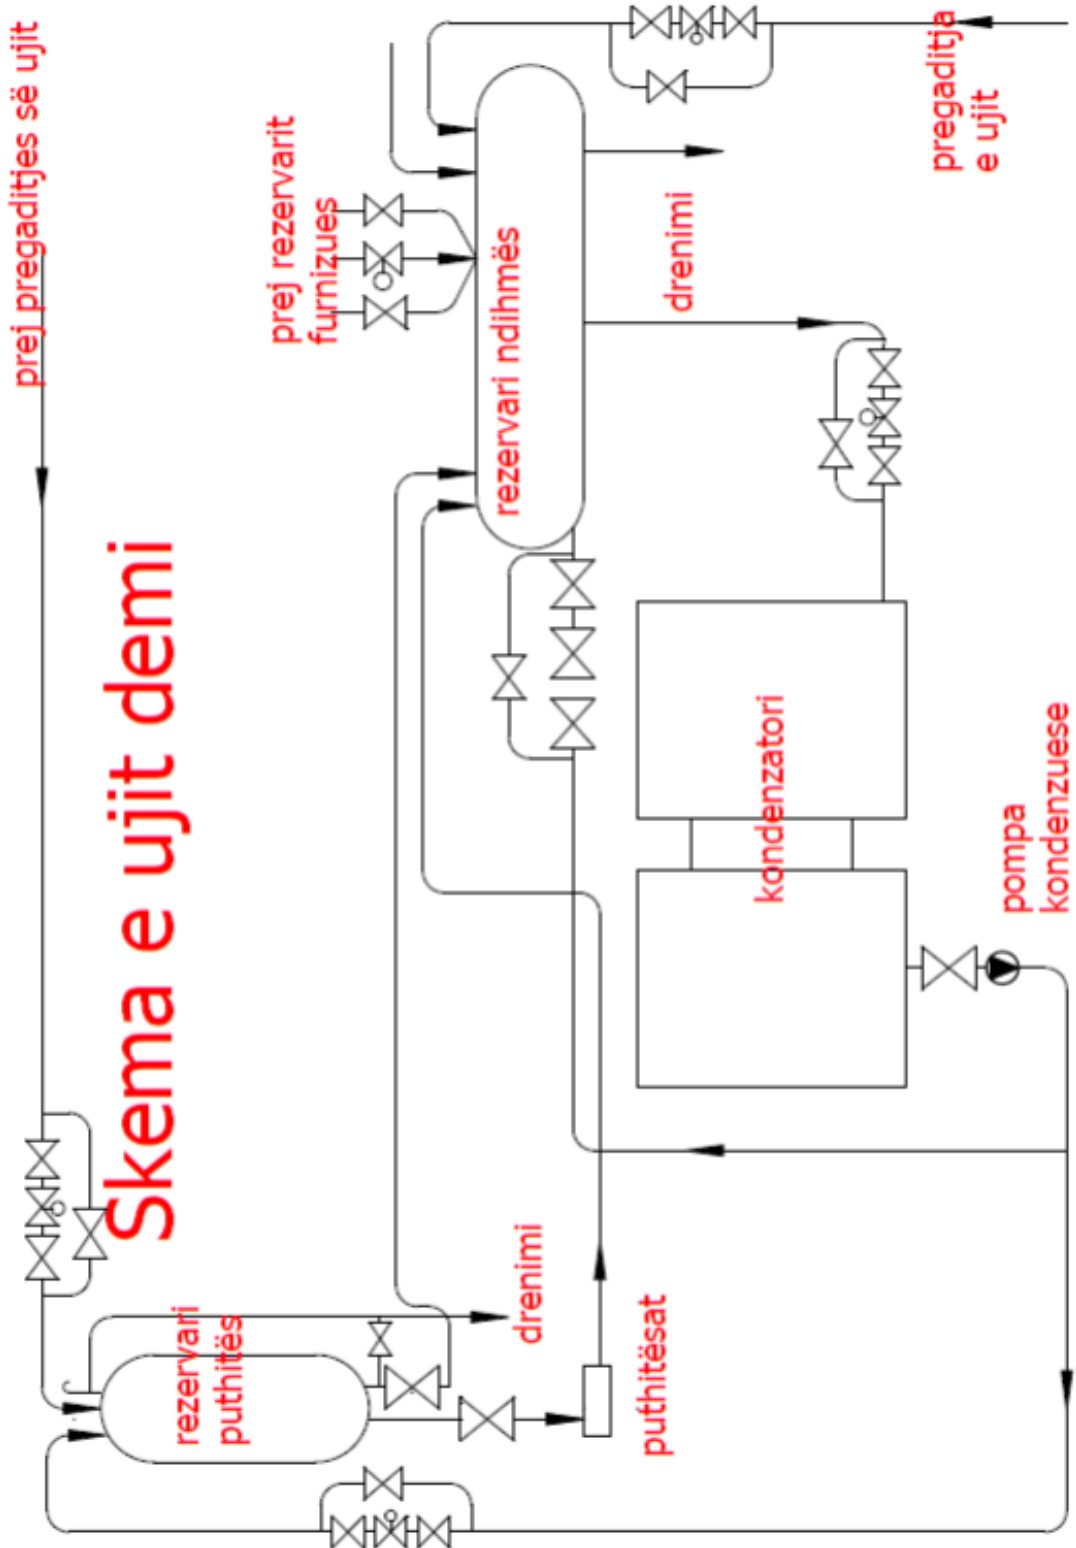 Skema e ujit demi
prej pregaditjes së ujit
prej rezervarit
furnizues
rezervari ndihmës
drenimi
pregaditja
e ujit
kondenzatori
pompa
kondenzuese
rezervari
puthitës
drenimi
puthitësat